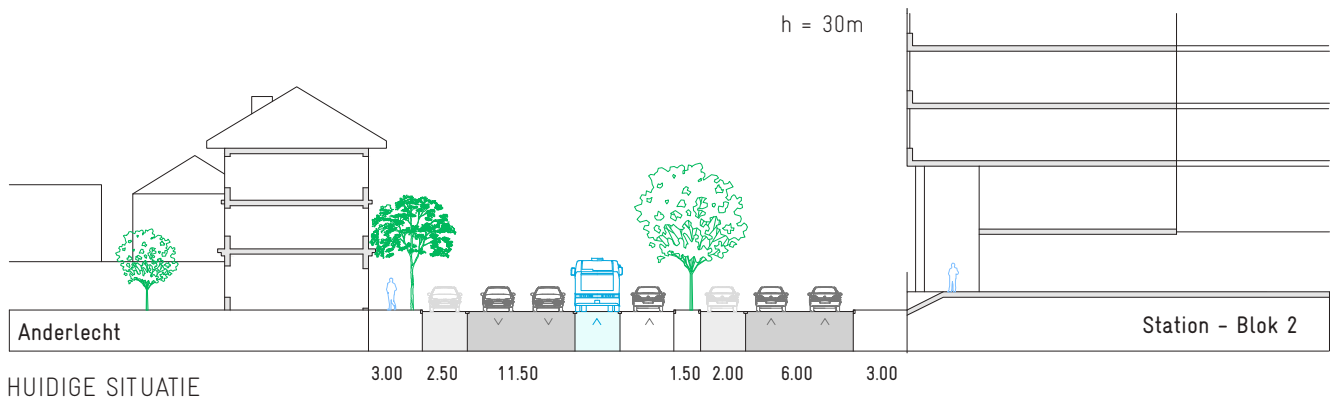 h = 30m
Anderlecht
Station - Blok 2
3.00 2.50 11.50 1.50 2.00 6.00 3.00
HUIDIGE SITUATIE